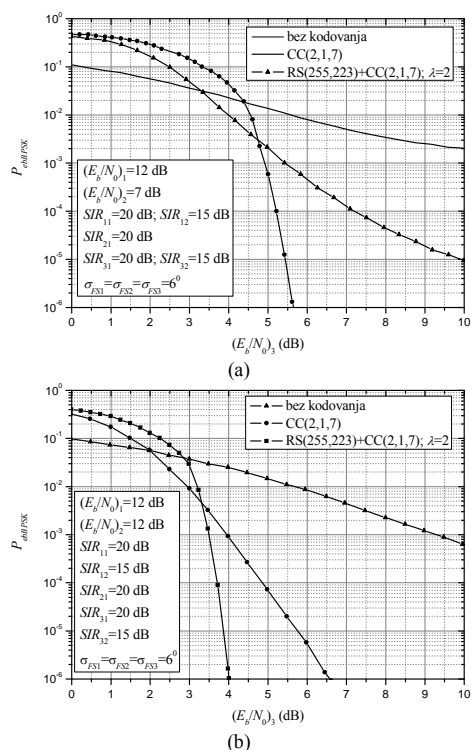 10⁰
10⁻¹
10⁻²
10⁻³
10⁻⁴
10⁻⁵
10⁻⁶
P_ebBPSK
bez kodovanja
CC(2,1,7)
RS(255,223)+CC(2,1,7); λ=2
(E_b/N_0)_1=12 dB
(E_b/N_0)_2=7 dB
SIR_11=20 dB; SIR_12=15 dB
SIR_21=20 dB
SIR_31=20 dB; SIR_32=15 dB
σ_FS1=σ_FS2=σ_FS3=6⁰
0 1 2 3 4 5 6 7 8 9 10
(E_b/N_0)_3 (dB)
(a)
10⁰
10⁻¹
10⁻²
10⁻³
10⁻⁴
10⁻⁵
10⁻⁶
P_ebBPSK
bez kodovanja
CC(2,1,7)
RS(255,223)+CC(2,1,7); λ=2
(E_b/N_0)_1=12 dB
(E_b/N_0)_2=12 dB
SIR_11=20 dB
SIR_12=15 dB
SIR_21=20 dB
SIR_31=20 dB
SIR_32=15 dB
σ_FS1=σ_FS2=σ_FS3=6⁰
0 1 2 3 4 5 6 7 8 9 10
(E_b/N_0)_3 (dB)
(b)